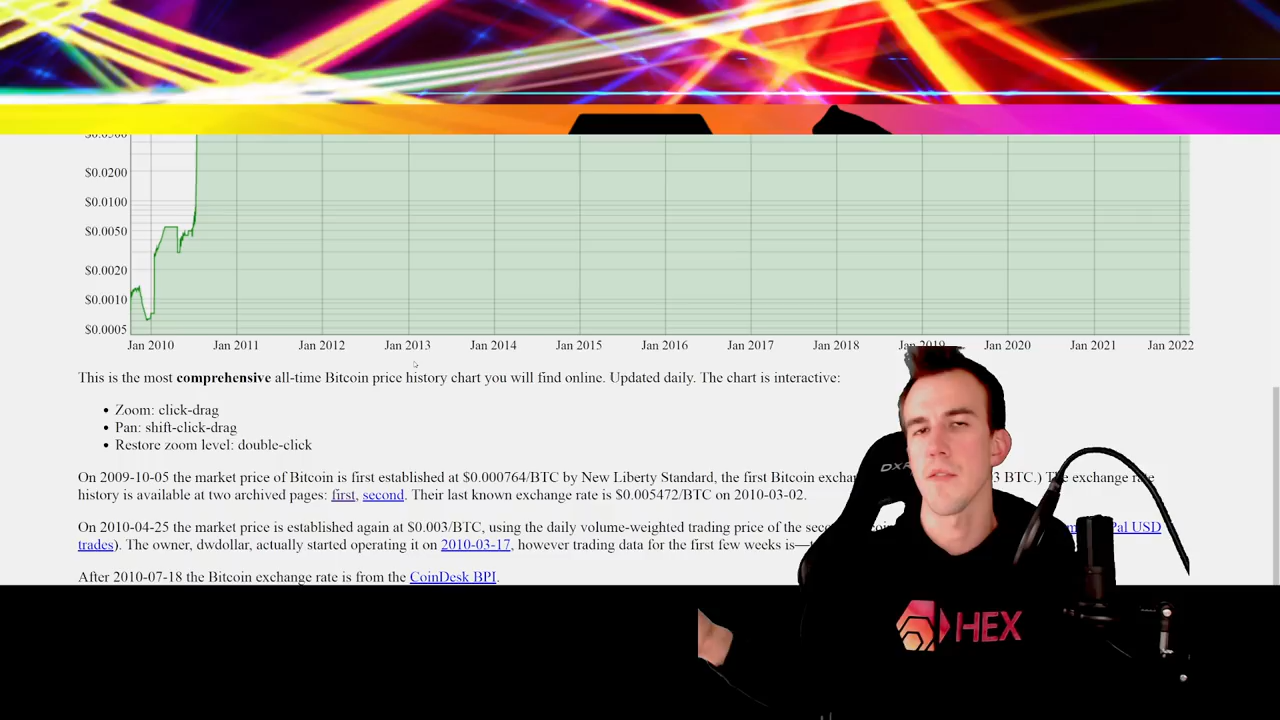 $0.0500
$0.0200
$0.0100
$0.0050
$0.0020
$0.0010
$0.0005
Jan 2010 Jan 2011 Jan 2012 Jan 2013 Jan 2014 Jan 2015 Jan 2016 Jan 2017 Jan 2018 Jan 2019 Jan 2020 Jan 2021 Jan 2022
This is the most comprehensive all-time Bitcoin price history chart you will find online. Updated daily. The chart is interactive:
• Zoom: click-drag
• Pan: shift-click-drag
• Restore zoom level: double-click
On 2009-10-05 the market price of Bitcoin is first established at $0.000764/BTC by New Liberty Standard, the first Bitcoin BTC.) exchange rate
history is available at two archived pages: first, second. Their last known exchange rate is $0.005472/BTC on 2010-03-02.
On 2010-04-25 the market price is established again at $0.003/BTC, using the daily volume-weighted trading price of the USD
trades). The owner, dwdollar, actually started operating it on 2010-03-17, however trading data for the first few weeks is—
After 2010-07-18 the Bitcoin exchange rate is from the CoinDesk BPI.
DXR
HEX